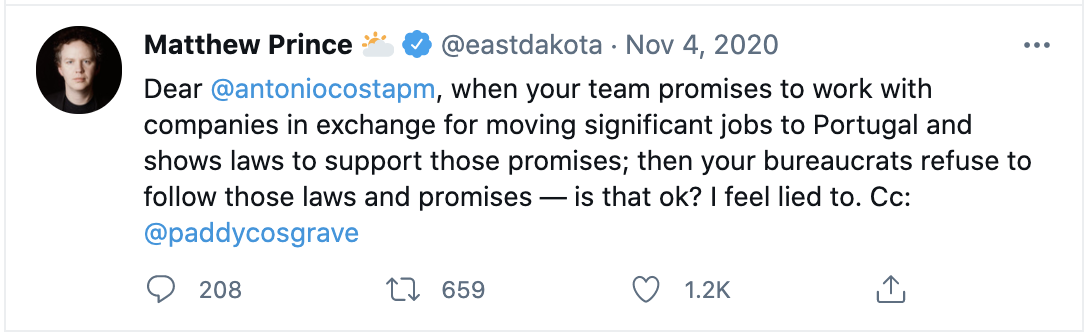 Matthew Prince 🌤️ @eastdakota · Nov 4, 2020
Dear @antoniocostapm, when your team promises to work with
companies in exchange for moving significant jobs to Portugal and
shows laws to support those promises; then your bureaucrats refuse to
follow those laws and promises — is that ok? I feel lied to. Cc:
@paddycosgrave
208 659 1.2K